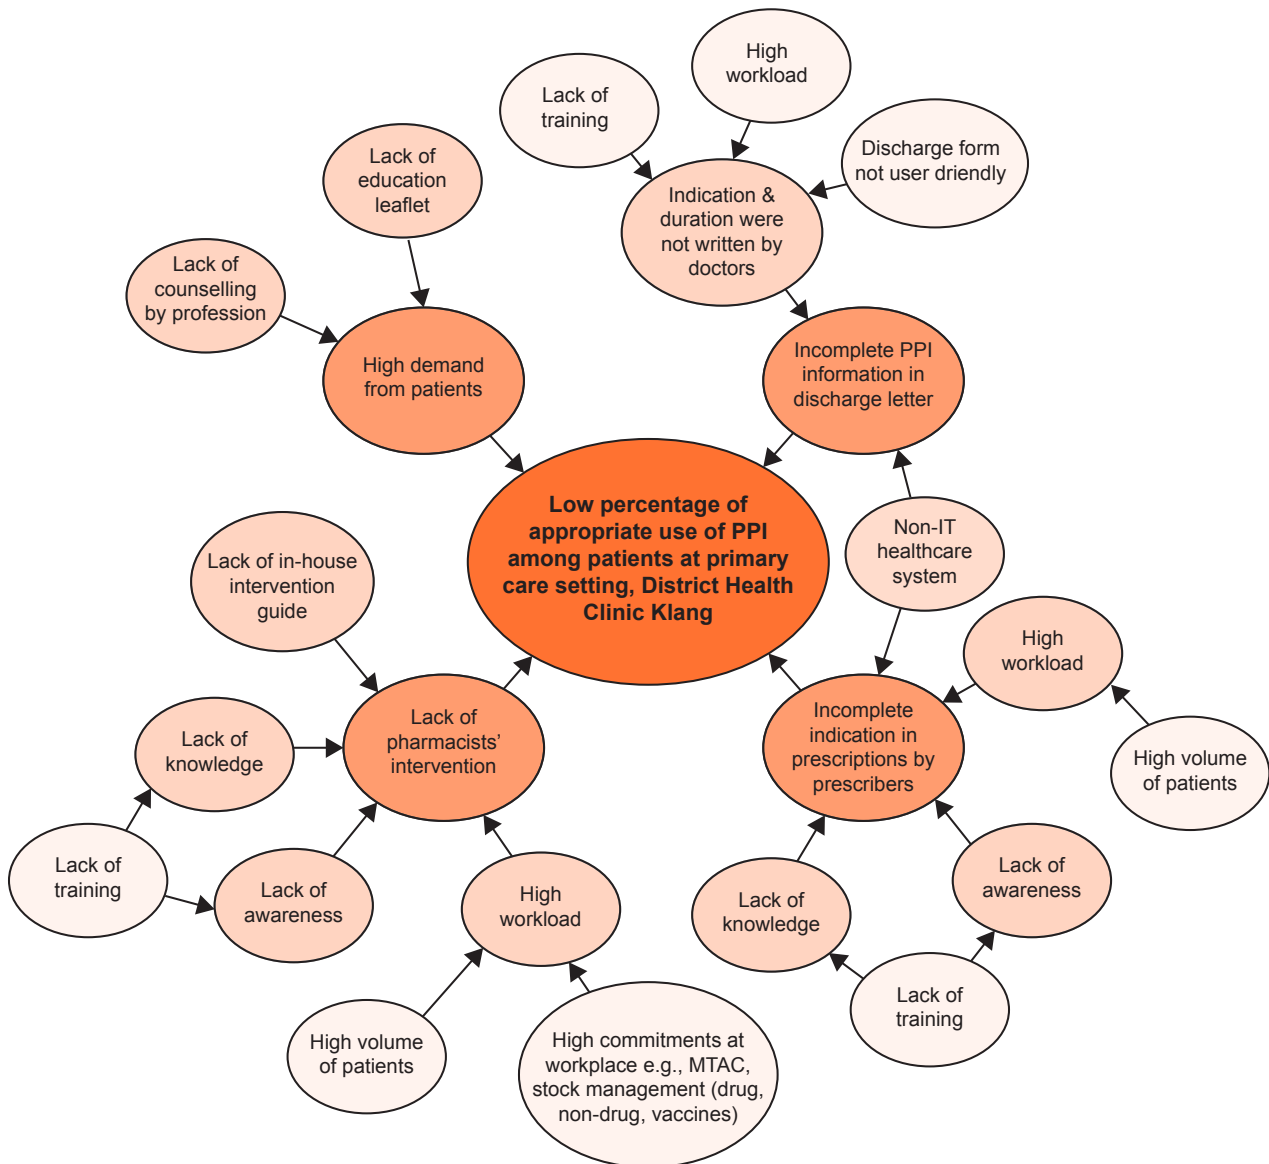 High
workload
Lack of
training
Discharge form
not user driendly
Lack of
education
leaflet
Indication &
duration were
not written by
doctors
Lack of
counselling
by profession
High demand
from patients
Incomplete PPI
information in
discharge letter
Low percentage of
appropriate use of PPI
among patients at primary
care setting, District Health
Clinic Klang
Non-IT
healthcare
system
Lack of in-house
intervention
guide
High
workload
Lack of
pharmacists’
intervention
Incomplete
indication in
prescriptions by
prescribers
Lack of
knowledge
High volume
of patients
Lack of
training
Lack of
awareness
High
workload
Lack of
knowledge
Lack of
awareness
Lack of
training
High volume
of patients
High commitments at
workplace e.g., MTAC,
stock management (drug,
non-drug, vaccines)